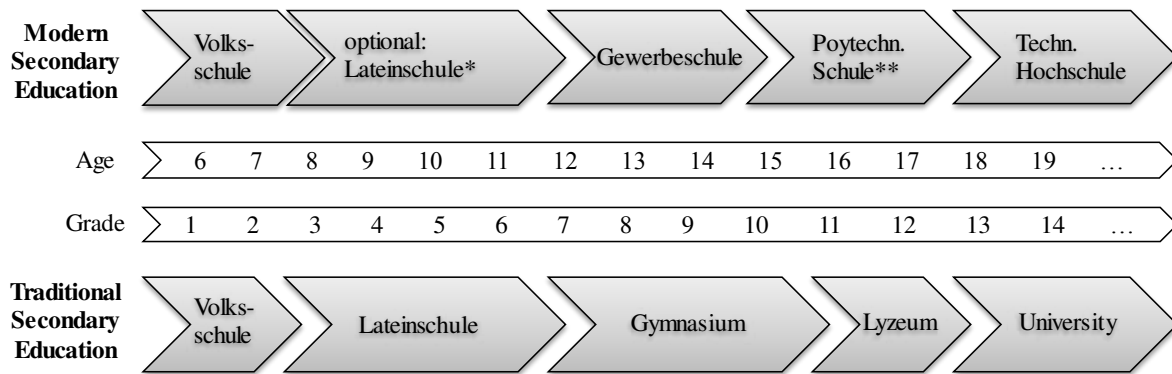 Modern
Secondary
Education
Volks-
schule
optional:
Lateinschule*
Gewerbeschule
Poytechn.
Schule**
Techn.
Hochschule
Age 6 7 8 9 10 11 12 13 14 15 16 17 18 19 …
Grade 1 2 3 4 5 6 7 8 9 10 11 12 13 14 …
Traditional
Secondary
Education
Volks-
schule
Lateinschule
Gymnasium
Lyzeum
University